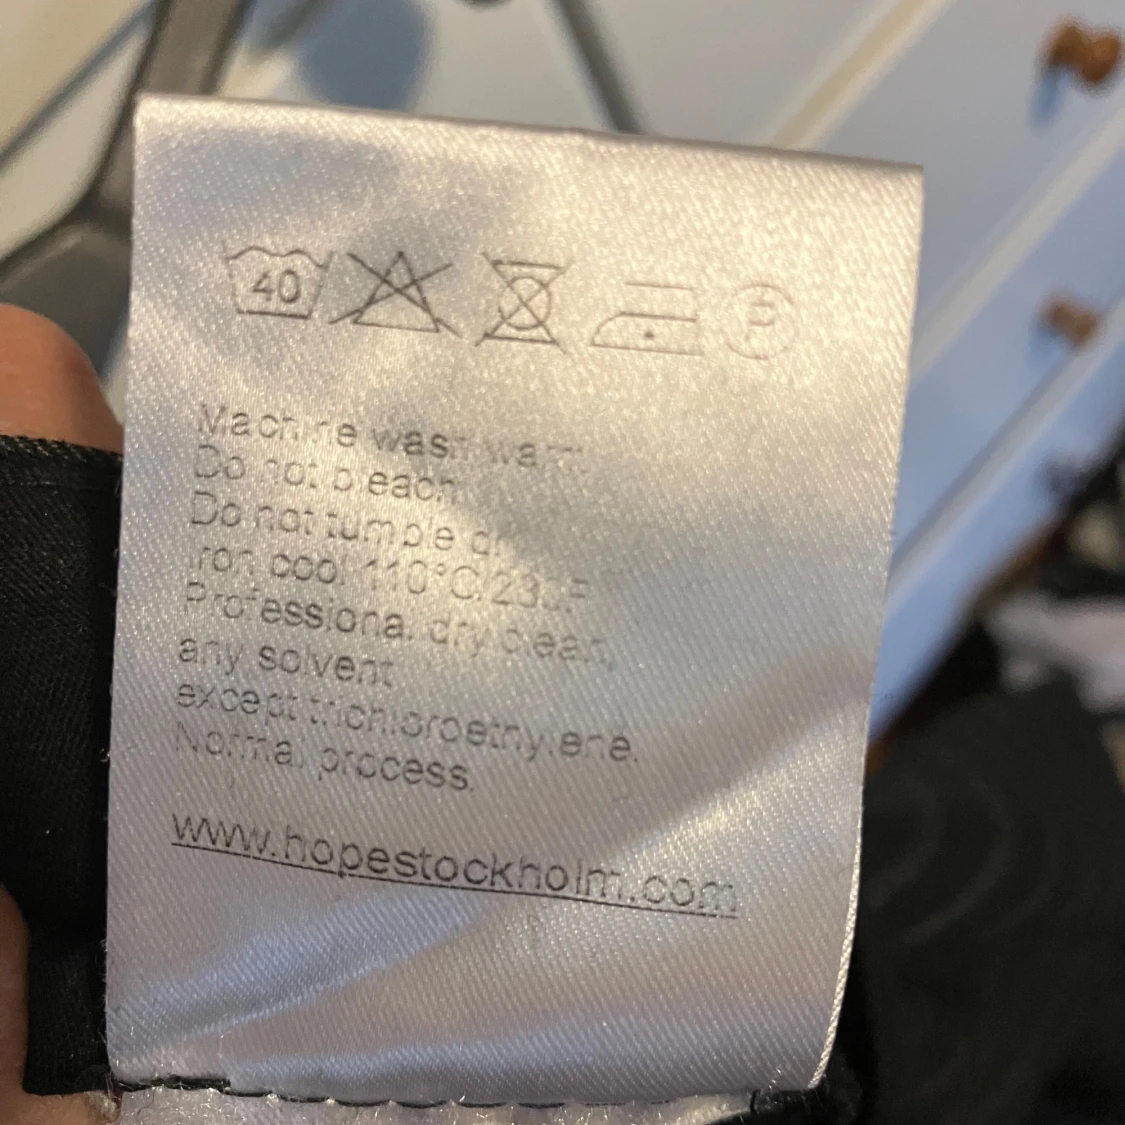 40 P
Machine wash warm.
Do not bleach.
Do not tumble dry.
Iron cool 110°C/230F
Professional dry clean,
any solvent
except trichloroethylene.
Normal process.
www.hopestockholm.com